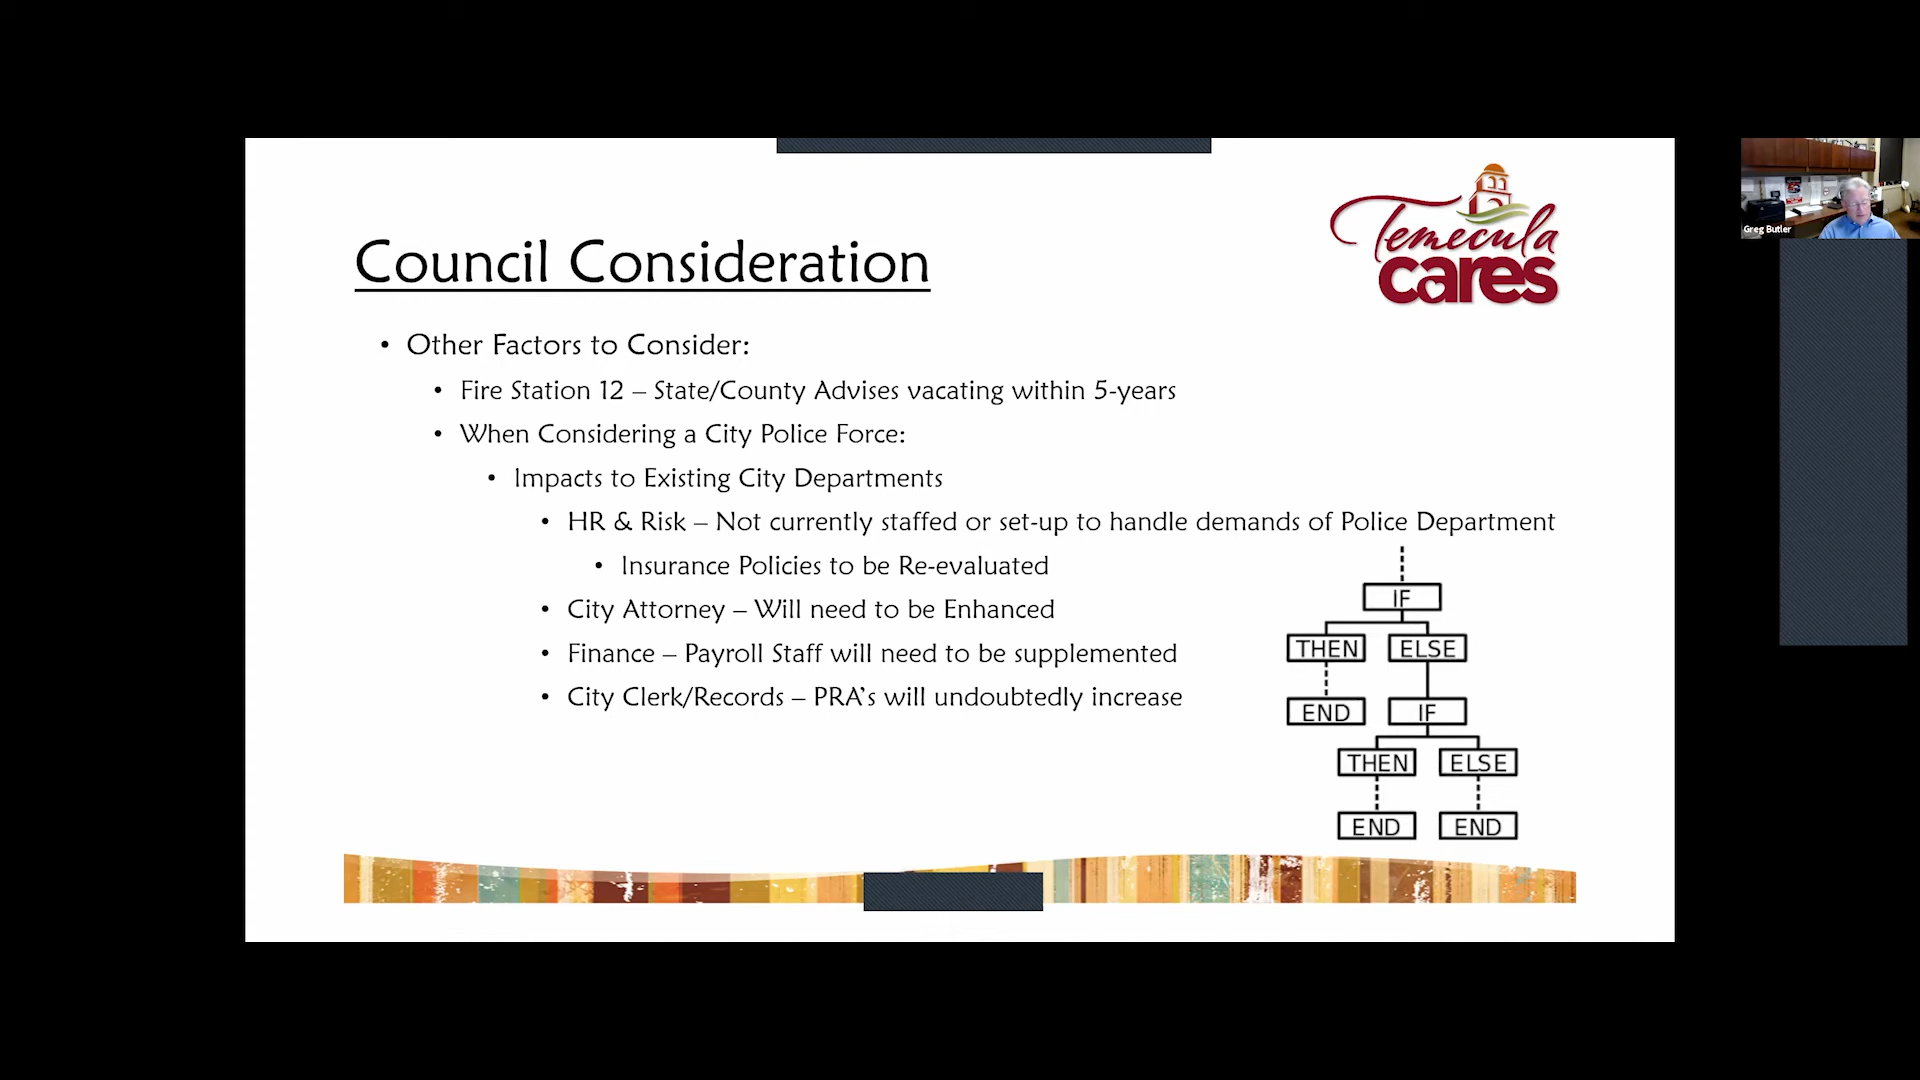 Temecula
cares
Greg Butler
Council Consideration
• Other Factors to Consider:
• Fire Station 12 – State/County Advises vacating within 5-years
• When Considering a City Police Force:
• Impacts to Existing City Departments
• HR & Risk – Not currently staffed or set-up to handle demands of Police Department
• Insurance Policies to be Re-evaluated
• City Attorney – Will need to be Enhanced
• Finance – Payroll Staff will need to be supplemented
• City Clerk/Records – PRA's will undoubtedly increase
IF
THEN ELSE
END IF
THEN ELSE
END END